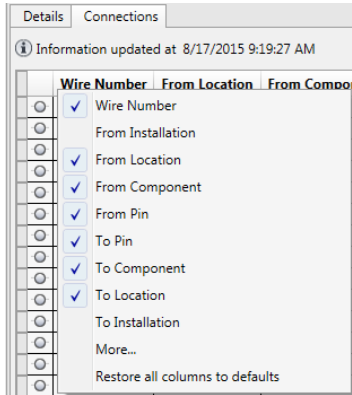 Details Connections
Information updated at 8/17/2015 9:19:27 AM
Wire Number From Location From Compo
Wire Number
From Installation
From Location
From Component
From Pin
To Pin
To Component
To Location
To Installation
More...
Restore all columns to defaults